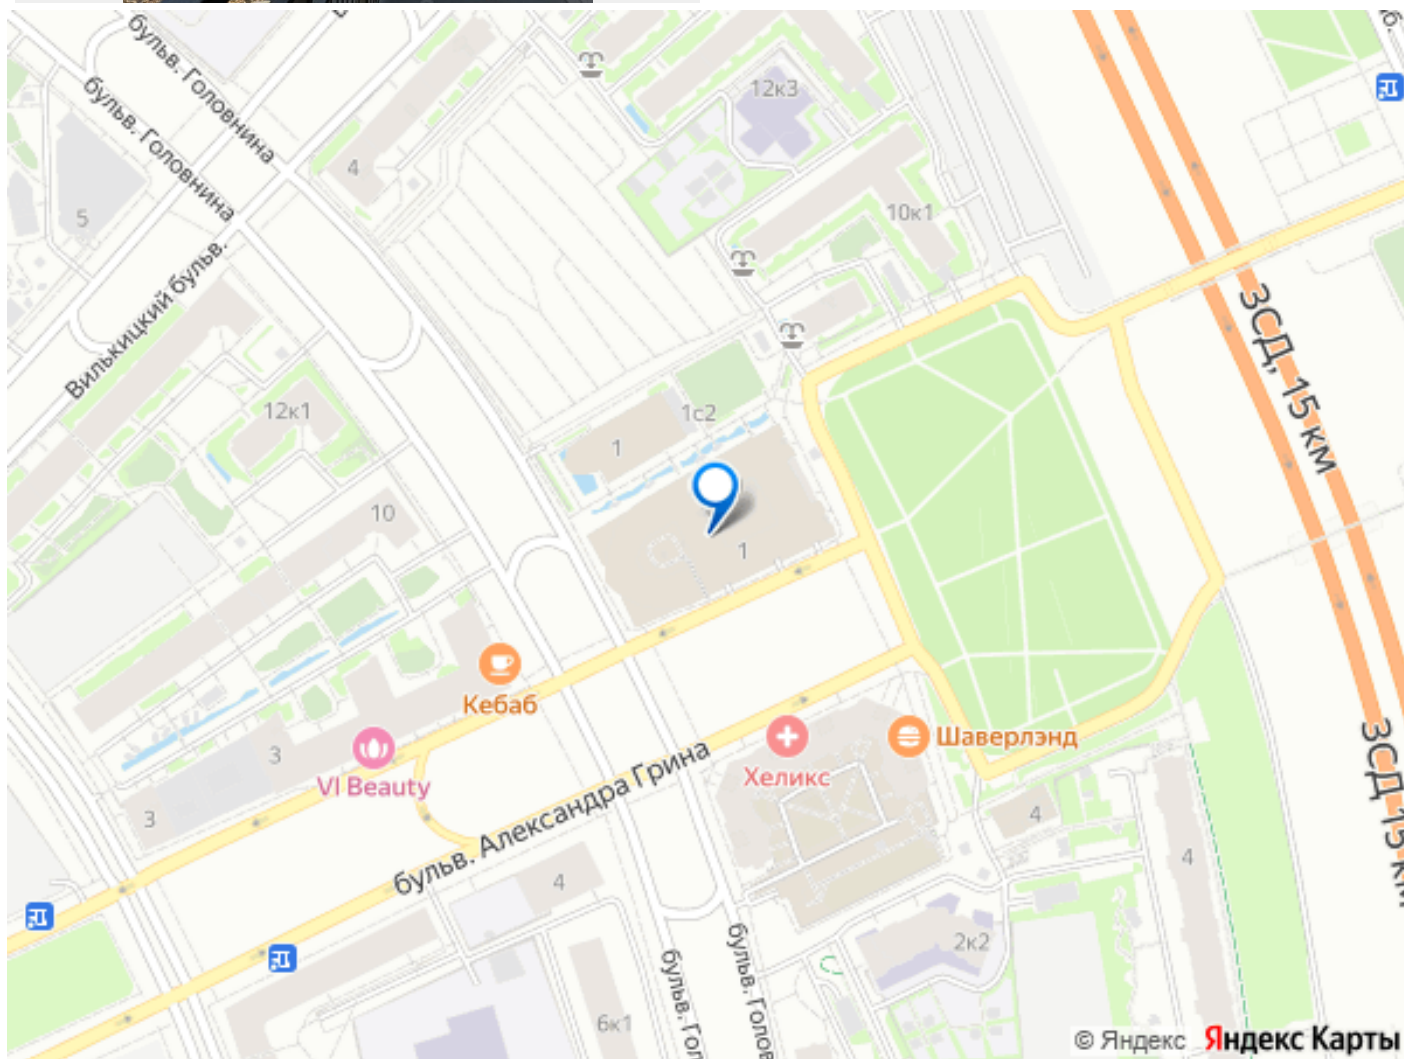 бульв. Головнина
бульв. Головнина
12к3
4
5
10к1
Вилькицкий бульв.
ЗСД, 15 км
12к1
1с2
1
10
1
Кебаб
3
VI Beauty
Хеликс
Шаверлэнд
3
бульв. Александра Грина
4
4
4
ЗСД 15 км
2к2
6к1
бульв. Гол
бульв. Голов
© Яндекс Яндекс Карты